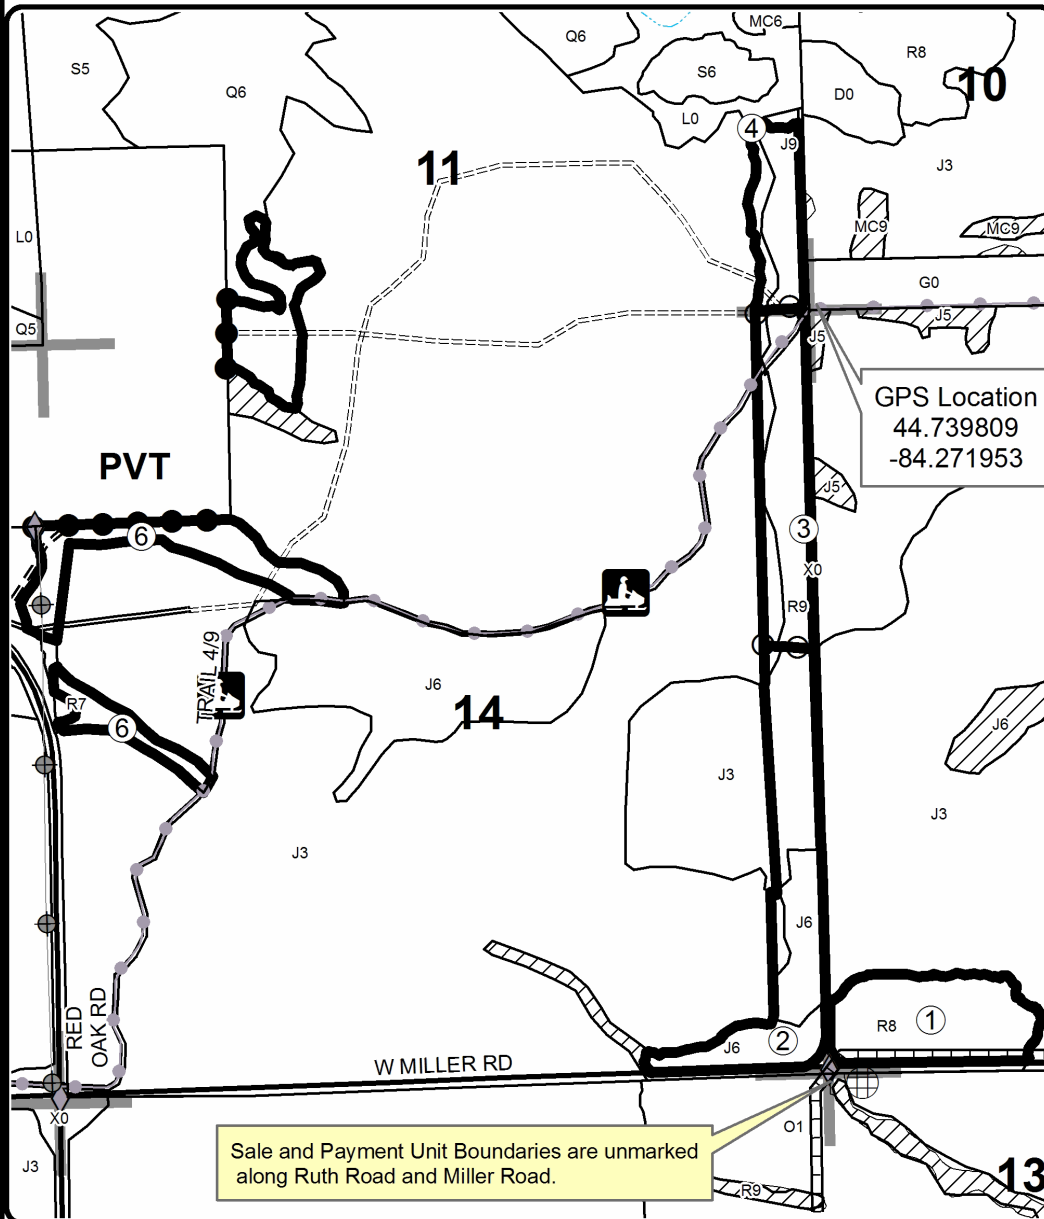 MC6
Q6
R8
S5
S6
10
Q6
D0
L0
4
J9
11
J3
MC9
MC9
L0
G0
Q5
J5
J5
GPS Location
44.739809
-84.271953
PVT
J5
3
6
X0
R9
TRAIL 4/9
J6
R7
14
6
J6
J3
J3
J3
J6
RED
OAK RD
R8
1
2
J6
W MILLER RD
X0
O1
Sale and Payment Unit Boundaries are unmarked
along Ruth Road and Miller Road.
J3
13
R9